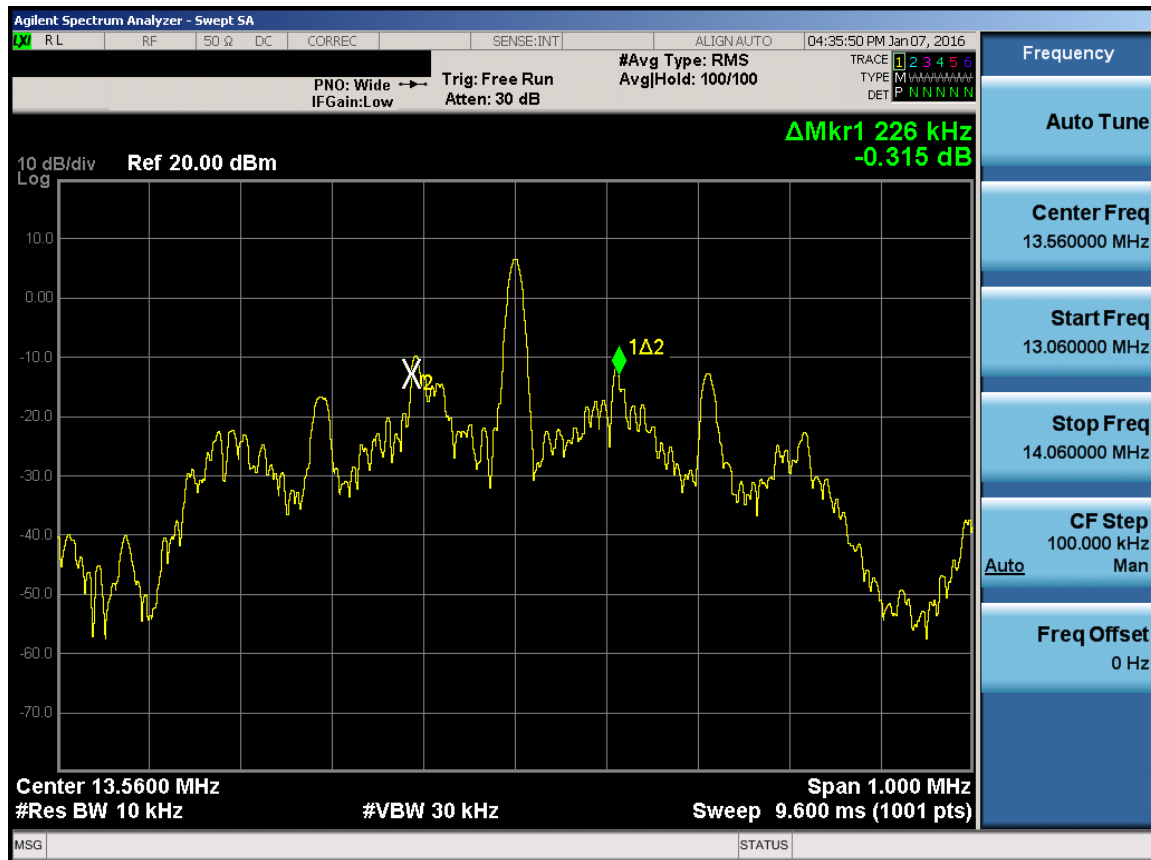 Agilent Spectrum Analyzer - Swept SA
LXI RL RF 50 Ω DC CORREC SENSE:INT ALIGN AUTO 04:35:50 PM Jan 07, 2016
PNO: Wide
IFGain:Low
Trig: Free Run
Atten: 30 dB
#Avg Type: RMS
Avg|Hold: 100/100
TRACE 1 2 3 4 5 6
TYPE M
DET P N N N N N
ΔMkr1 226 kHz
-0.315 dB
10 dB/div
Log
Ref 20.00 dBm
10.0
0.00
-10.0
-20.0
-30.0
-40.0
-50.0
-60.0
-70.0
X2
1Δ2
Center 13.5600 MHz
#Res BW 10 kHz
#VBW 30 kHz
Span 1.000 MHz
Sweep 9.600 ms (1001 pts)
MSG
STATUS
Frequency
Auto Tune
Center Freq
13.560000 MHz
Start Freq
13.060000 MHz
Stop Freq
14.060000 MHz
CF Step
100.000 kHz
Auto Man
Freq Offset
0 Hz